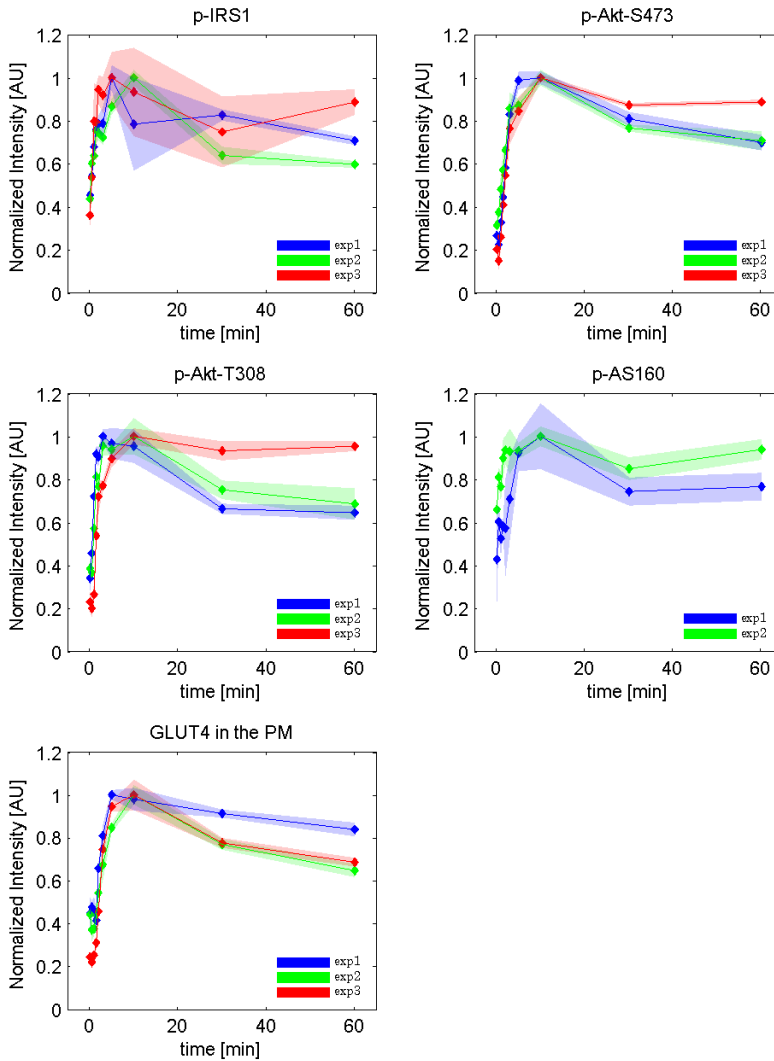 p-IRS1
1.2
1
0.8
0.6
0.4
0.2
0
Normalized Intensity [AU]
exp1
exp2
exp3
0 20 40 60
time [min]
p-Akt-S473
1.2
1
0.8
0.6
0.4
0.2
0
Normalized Intensity [AU]
exp1
exp2
exp3
0 20 40 60
time [min]
p-Akt-T308
1.2
1
0.8
0.6
0.4
0.2
0
Normalized Intensity [AU]
exp1
exp2
exp3
0 20 40 60
time [min]
p-AS160
1.2
1
0.8
0.6
0.4
0.2
0
Normalized Intensity [AU]
exp1
exp2
0 20 40 60
time [min]
GLUT4 in the PM
1.2
1
0.8
0.6
0.4
0.2
0
Normalized Intensity [AU]
exp1
exp2
exp3
0 20 40 60
time [min]